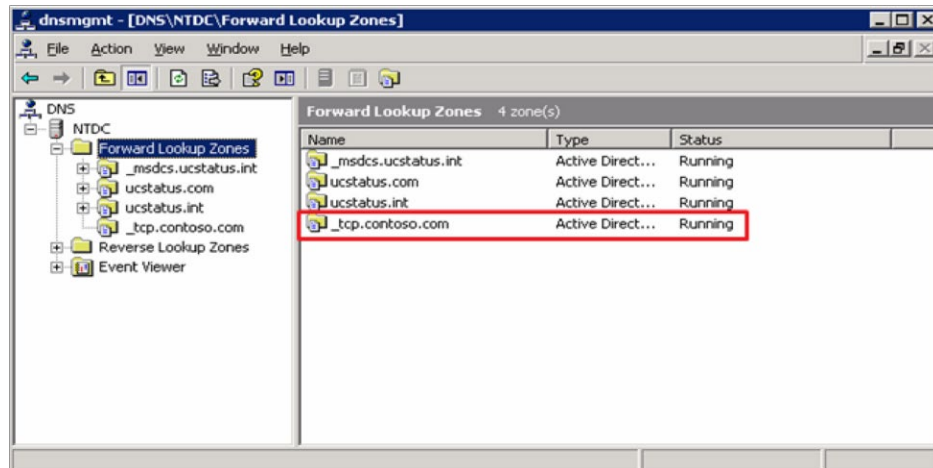 dnsmgmt - [DNS\NTDC\Forward Lookup Zones]
File Action View Window Help
DNS
NTDC
Forward Lookup Zones
_msdcs.ucstatus.int
ucstatus.com
ucstatus.int
_tcp.contoso.com
Reverse Lookup Zones
Event Viewer
Forward Lookup Zones 4 zone(s)
Name Type Status
_msdcs.ucstatus.int Active Direct... Running
ucstatus.com Active Direct... Running
ucstatus.int Active Direct... Running
_tcp.contoso.com Active Direct... Running